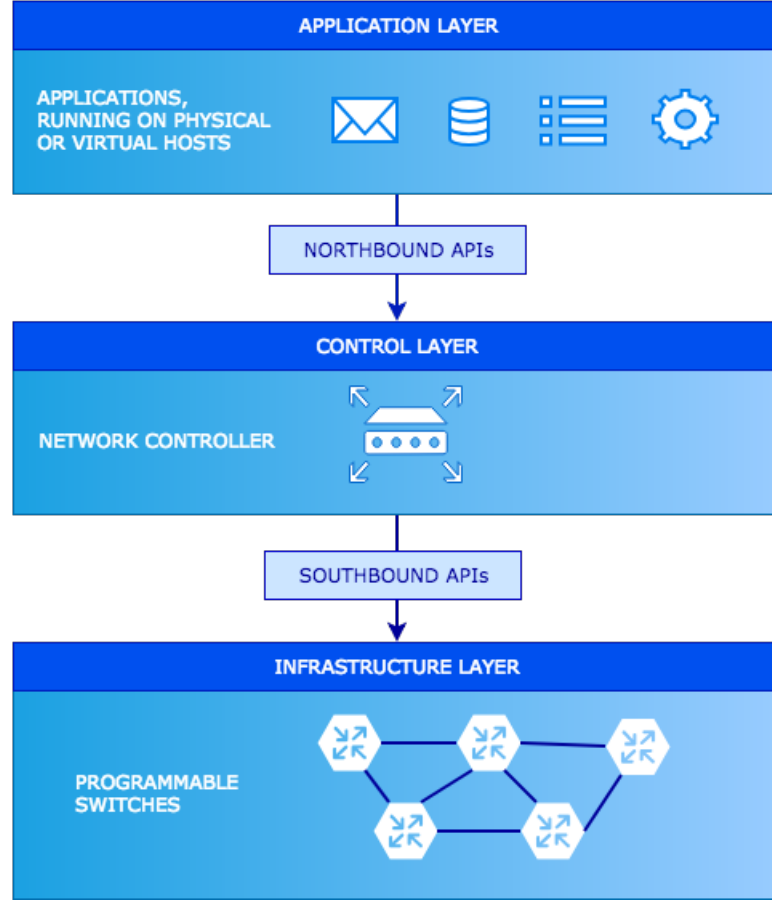 APPLICATION LAYER
APPLICATIONS,
RUNNING ON PHYSICAL
OR VIRTUAL HOSTS
NORTHBOUND APIs
CONTROL LAYER
NETWORK CONTROLLER
SOUTHBOUND APIs
INFRASTRUCTURE LAYER
PROGRAMMABLE
SWITCHES